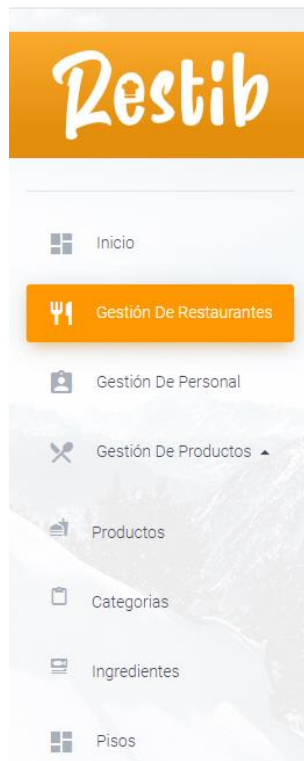 Restib
Inicio
Gestión De Restaurantes
Gestión De Personal
Gestión De Productos
Productos
Categorias
Ingredientes
Pisos